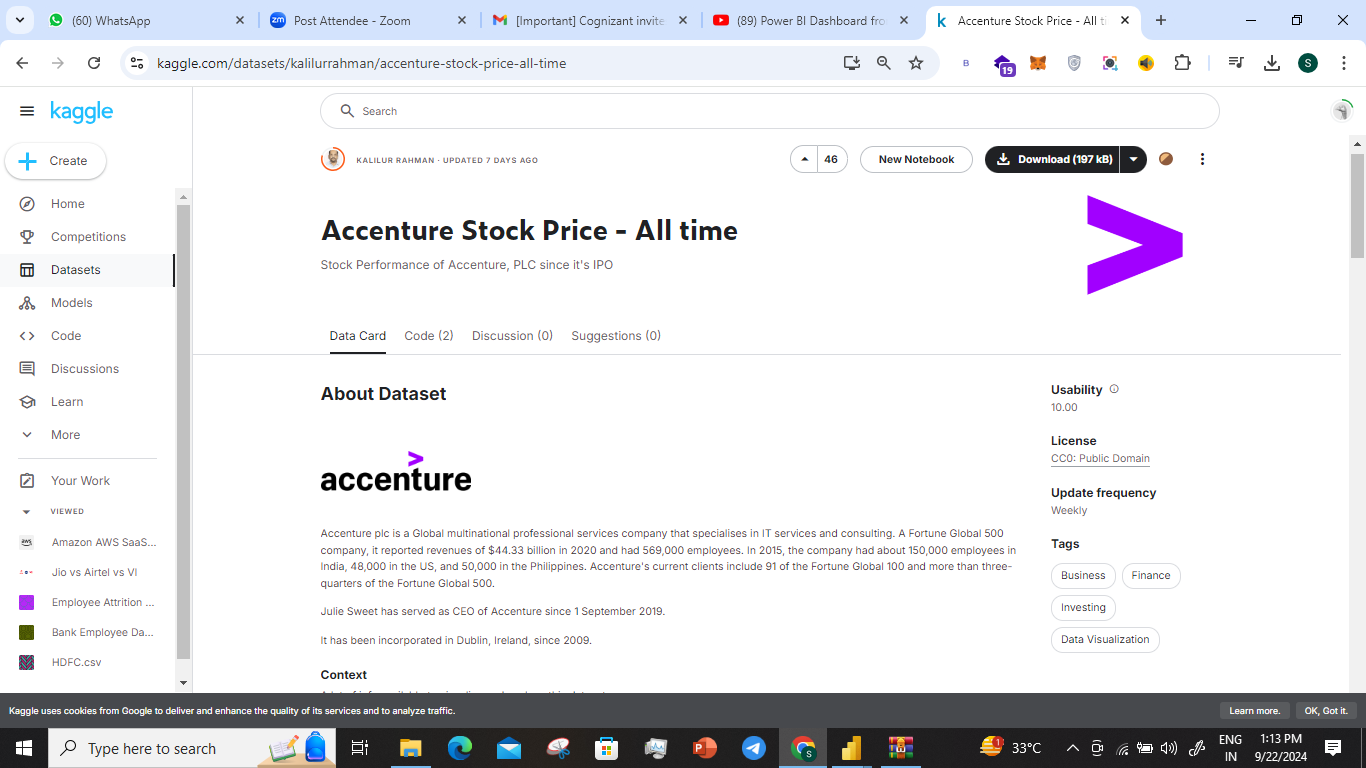 (60) WhatsApp
Post Attendee - Zoom
[Important] Cognizant invite
(89) Power BI Dashboard fro
Accenture Stock Price - All ti
kaggle.com/datasets/kalilurrahman/accenture-stock-price-all-time
B
19
S
kaggle
Search
Create
KALILUR RAHMAN · UPDATED 7 DAYS AGO
46
New Notebook
Download (197 kB)
Home
Competitions
Datasets
Models
Code
Discussions
Learn
More
Your Work
VIEWED
aws
Amazon AWS SaaS...
Jio vs Airtel vs VI
Employee Attrition ...
Bank Employee Da...
HDFC.csv
Accenture Stock Price - All time
Stock Performance of Accenture, PLC since it's IPO
Data Card
Code (2)
Discussion (0)
Suggestions (0)
About Dataset
accenture
Accenture plc is a Global multinational professional services company that specialises in IT services and consulting. A Fortune Global 500
company, it reported revenues of $44.33 billion in 2020 and had 569,000 employees. In 2015, the company had about 150,000 employees in
India, 48,000 in the US, and 50,000 in the Philippines. Accenture's current clients include 91 of the Fortune Global 100 and more than three-
quarters of the Fortune Global 500.
Julie Sweet has served as CEO of Accenture since 1 September 2019.
It has been incorporated in Dublin, Ireland, since 2009.
Context
Usability
10.00
License
CC0: Public Domain
Update frequency
Weekly
Tags
Business
Finance
Investing
Data Visualization
Kaggle uses cookies from Google to deliver and enhance the quality of its services and to analyze traffic.
Learn more.
OK, Got it.
Type here to search
33°C
ENG
IN
1:13 PM
9/22/2024